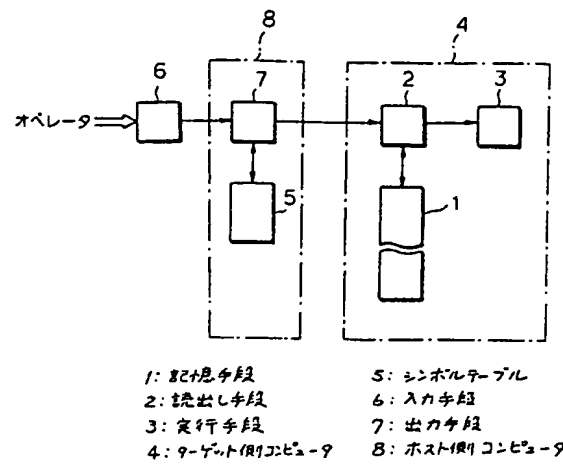 8
4
6
7
2
3
オペレータ
5
1
1: 記憶手段
2: 読出し手段
3: 実行手段
4: ターゲット側コンピュータ
5: シンボルテーブル
6: 入力手段
7: 出力手段
8: ホスト側コンピュータ